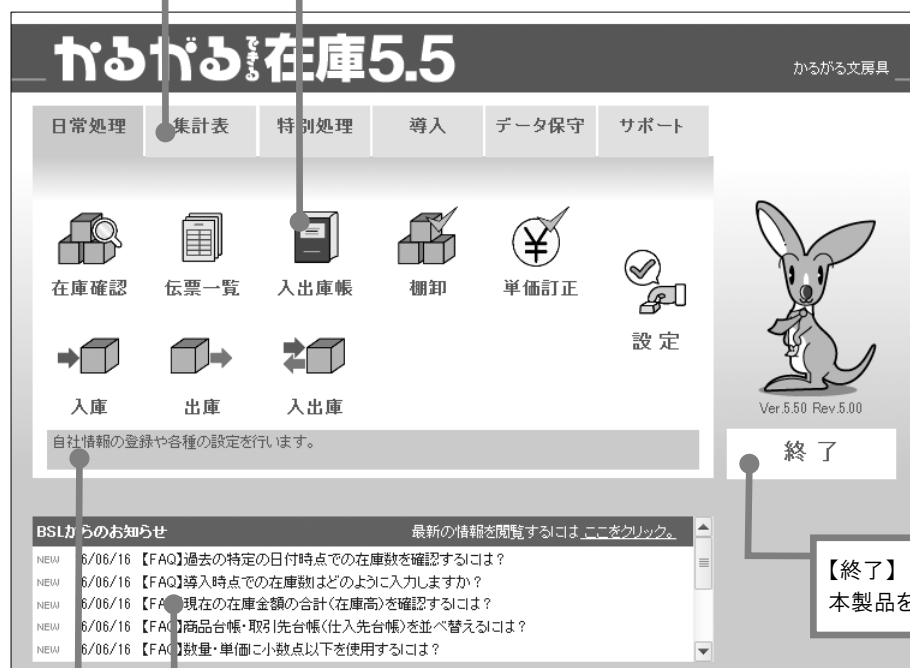 かるがるできる在庫5.5
かるがる文房具
日常処理 集計表 特別処理 導入 データ保守 サポート
在庫確認 伝票一覧 入出庫帳 棚卸 単価訂正
設定
入庫 出庫 入出庫
Ver.5.50 Rev.5.00
自社情報の登録や各種の設定を行います。
終了
BSLからのお知らせ 最新の情報を閲覧するには ここをクリック。
NEW 6/06/16 【FAQ】過去の特定の日付時点での在庫数を確認するには?
NEW 6/06/16 【FAQ】導入時点での在庫数はどのように入力しますか?
NEW 6/06/16 【FAQ】現在の在庫金額の合計(在庫高)を確認するには?
NEW 6/06/16 【FAQ】商品台帳・取引先台帳(仕入先台帳)を並べ替えるには?
NEW 6/06/16 【FAQ】数量・単価に小数点以下を使用するには?
【終了】
本製品を